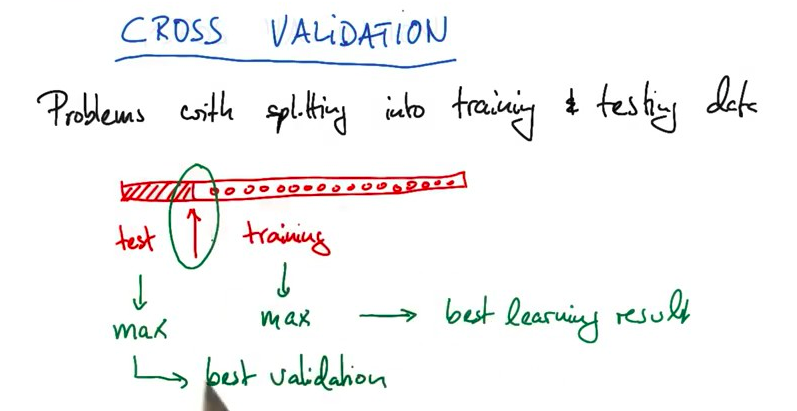 CROSS VALIDATION
Problems with splitting into training & testing data
test training
max max → best learning result
best validation